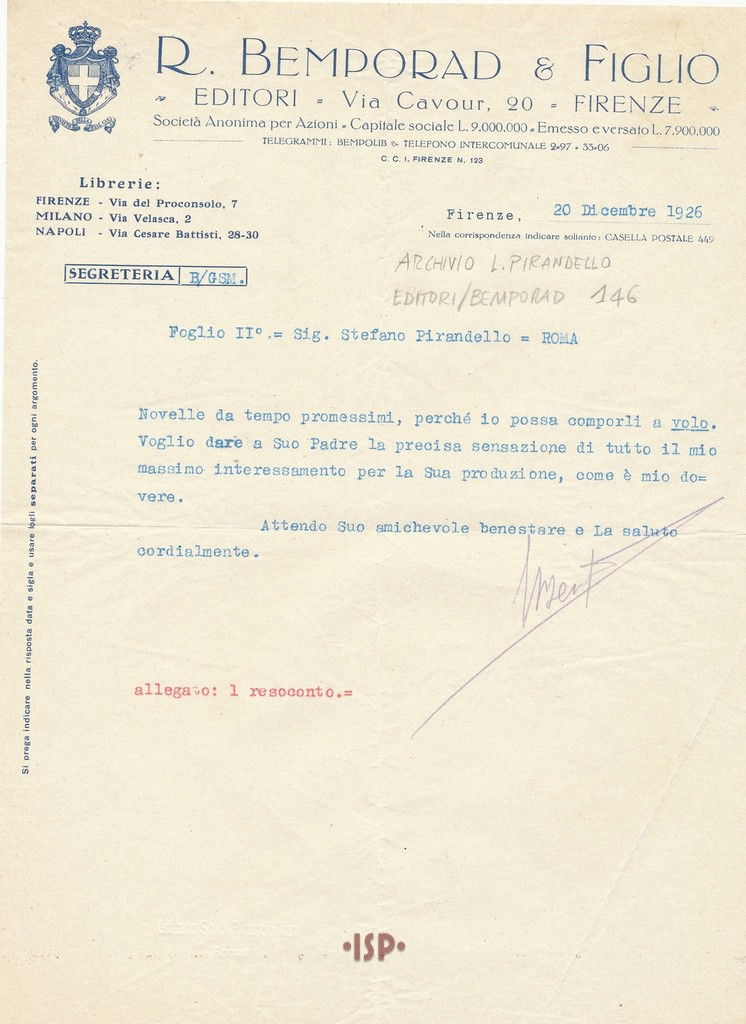 R. BEMPORAD & FIGLIO
EDITORI = Via Cavour, 20 = FIRENZE
Società Anonima per Azioni = Capitale sociale L. 9.000.000 = Emesso e versato L. 7.900.000
TELEGRAMMI: BEMPOLIB & TELEFONO INTERCOMUNALE 2=97 = 33=06
C. C. I. FIRENZE N. 123
Librerie:
FIRENZE - Via del Proconsolo, 7
MILANO - Via Velasca, 2
NAPOLI - Via Cesare Battisti, 28-30
Firenze, 20 Dicembre 1926
Nella corrispondenza indicare soltanto: CASELLA POSTALE 449
SEGRETERIA B/GSM.
ARCHIVIO L. PIRANDELLO
EDITORI/BEMPORAD 146
Foglio IIº.= Sig. Stefano Pirandello = ROMA
Novelle da tempo promessimi, perché io possa comporli a volo.
Voglio dare a Suo Padre la precisa sensazione di tutto il mio
massimo interessamento per la Sua produzione, come è mio do=
vere.
Attendo Suo amichevole benestare e La saluto
cordialmente.
allegato: 1 resoconto.=
Si prega indicare nella risposta data e sigla e usare fogli separati per ogni argomento.
•ISP•